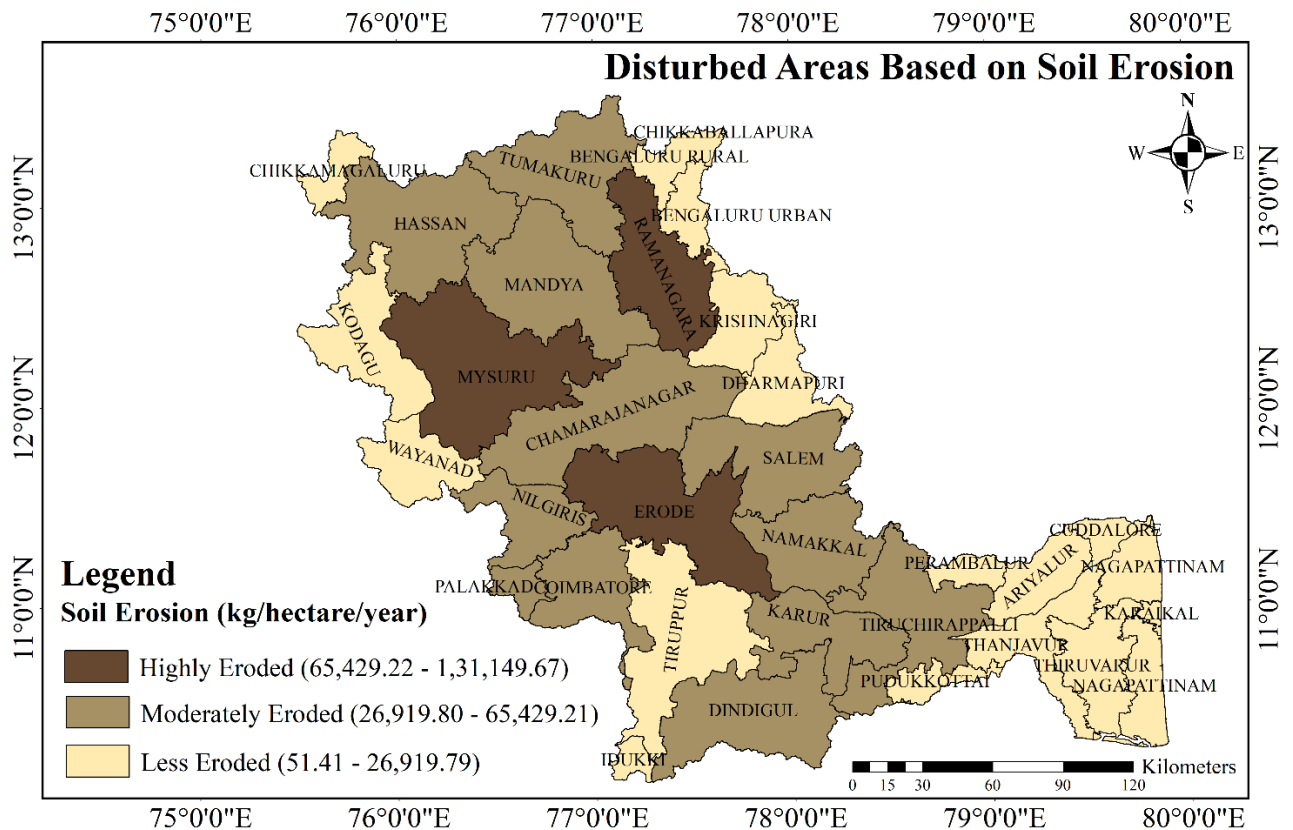 75°0'0"E 76°0'0"E 77°0'0"E 78°0'0"E 79°0'0"E 80°0'0"E
Disturbed Areas Based on Soil Erosion
N
W E
S
13°0'0"N
12°0'0"N
11°0'0"N
13°0'0"N
12°0'0"N
11°0'0"N
CHIKKABALLAPURA
BENGALURU RURAL
TUMAKURU
CHIKKAMAGALURU
BENGALURU URBAN
HASSAN
RAMANAGARA
MANDYA
KRISHNAGIRI
KODAGU
MYSURU
DHARMAPURI
CHAMARAJANAGAR
WAYANAD
SALEM
NILGIRIS
ERODE
NAMAKKAL
CUDDALORE
PERAMBALUR
ARIYALUR
NAGAPATTINAM
PALAKKAD
COIMBATORE
KARUR
TIRUCHIRAPPALLI
KARAIKAL
TIRUPPUR
THANJAVUR
THIRUVARUR
PUDUKKOTTAI
NAGAPATTINAM
DINDIGUL
IDUKKI
Legend
Soil Erosion (kg/hectare/year)
Highly Eroded (65,429.22 - 1,31,149.67)
Moderately Eroded (26,919.80 - 65,429.21)
Less Eroded (51.41 - 26,919.79)
Kilometers
0 15 30 60 90 120
75°0'0"E 76°0'0"E 77°0'0"E 78°0'0"E 79°0'0"E 80°0'0"E